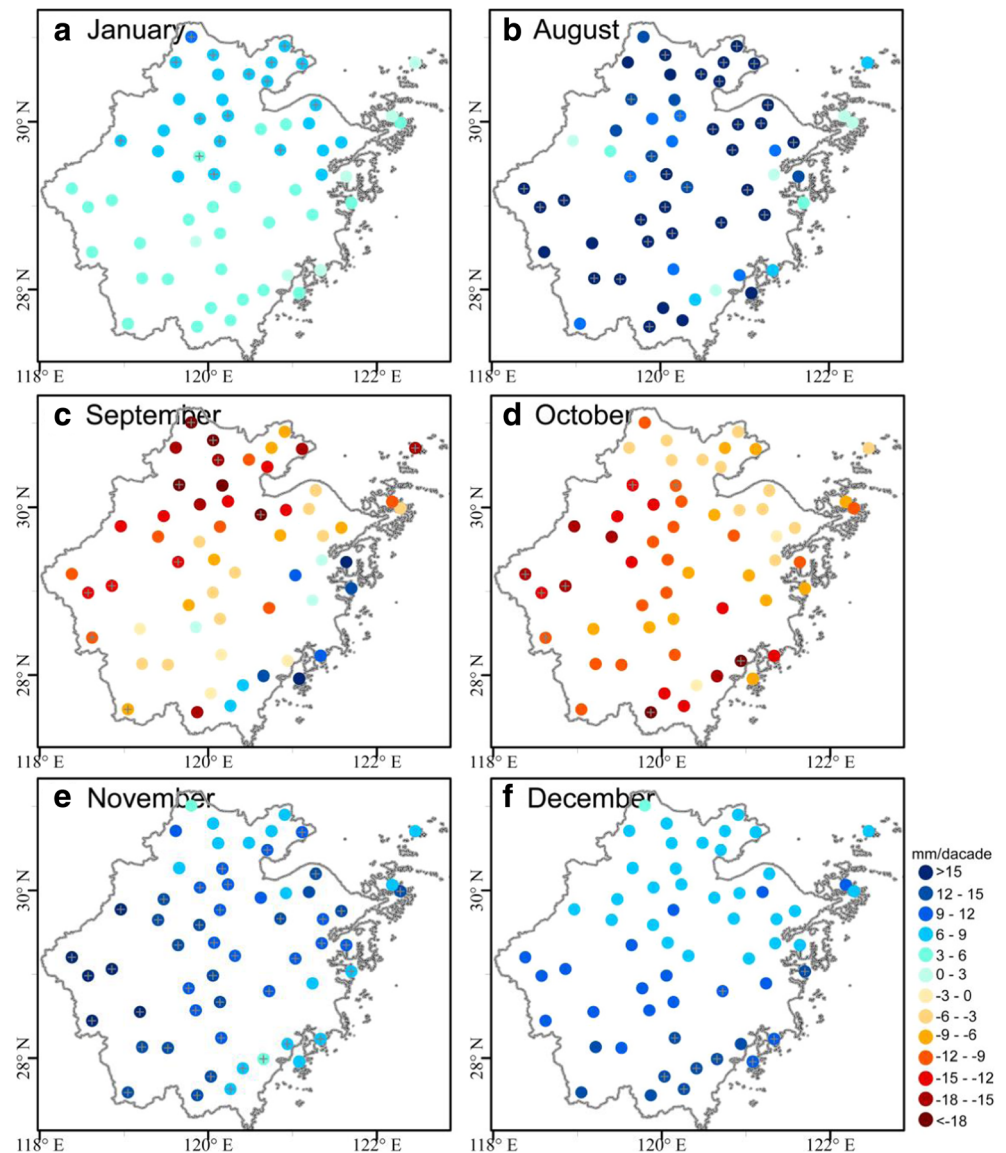 a January
b August
30° N
28° N
118° E 120° E 122° E
30° N
28° N
118° E 120° E 122° E
c September
d October
30° N
28° N
118° E 120° E 122° E
30° N
28° N
118° E 120° E 122° E
e November
f December
30° N
28° N
118° E 120° E 122° E
30° N
28° N
118° E 120° E 122° E
mm/dacade
>15
12 - 15
9 - 12
6 - 9
3 - 6
0 - 3
-3 - 0
-6 - -3
-9 - -6
-12 - -9
-15 - -12
-18 - -15
<-18